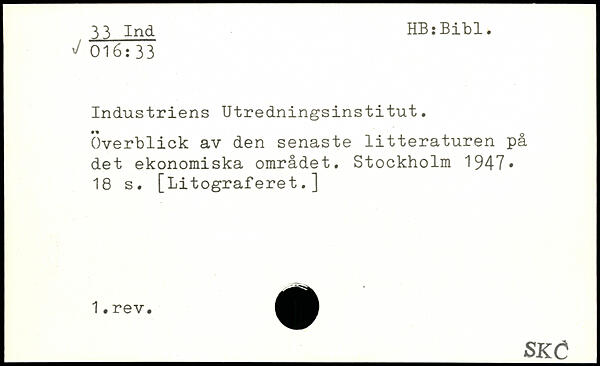 33 Ind
HB:Bibl.
✓ 016:33
Industriens Utredningsinstitut.
Överblick av den senaste litteraturen på
det ekonomiska området. Stockholm 1947.
18 s. [Litograferet.]
1.rev.
SKC